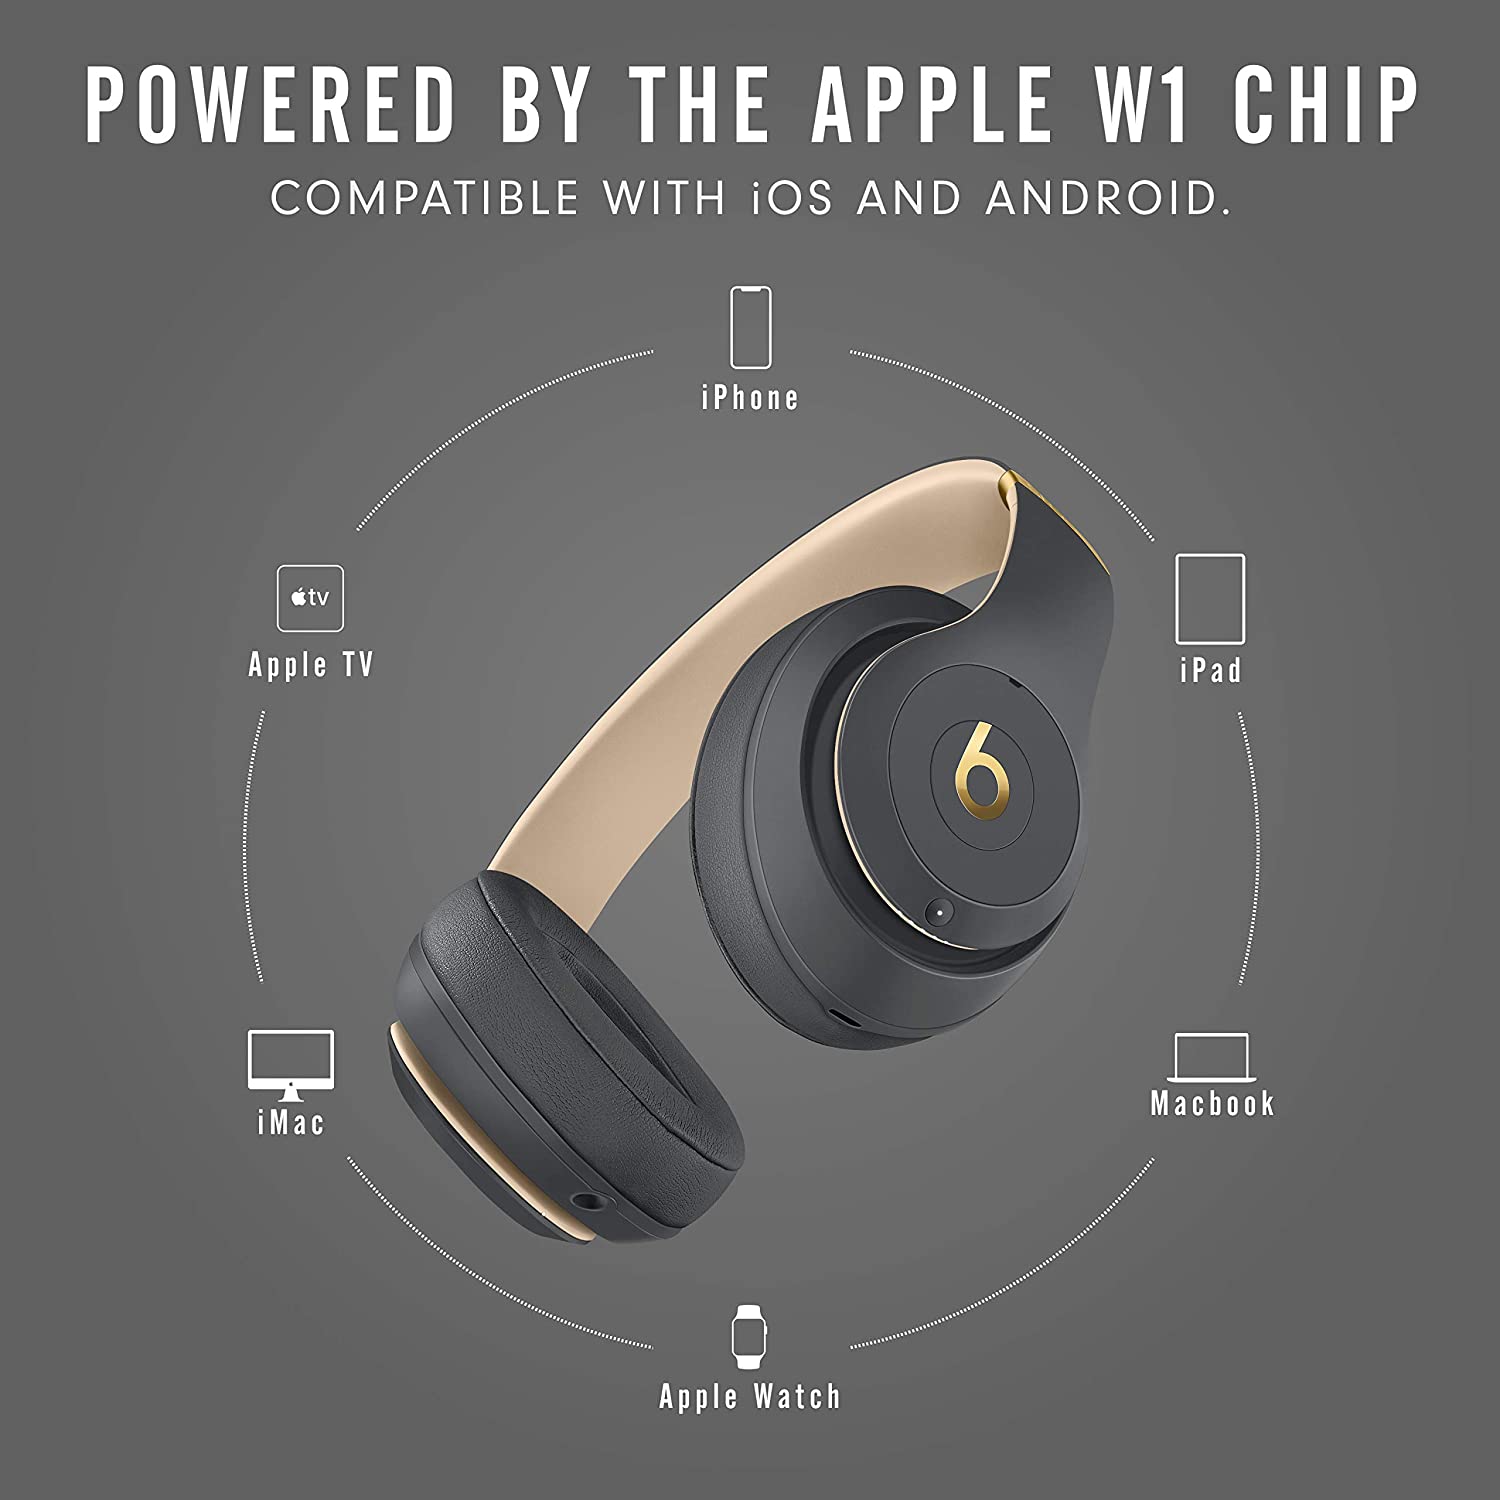 POWERED BY THE APPLE W1 CHIP
COMPATIBLE WITH iOS AND ANDROID.
iPhone
tv
Apple TV
iPad
iMac
Macbook
Apple Watch